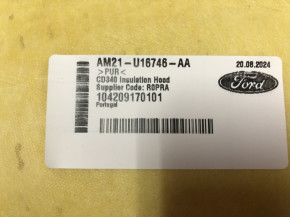 AM21-U16746-AA
20.08.2024
>PUR<
CD340 Insulation Hood
Supplier Code: R0PRA
104209170101
Portugal
Ford